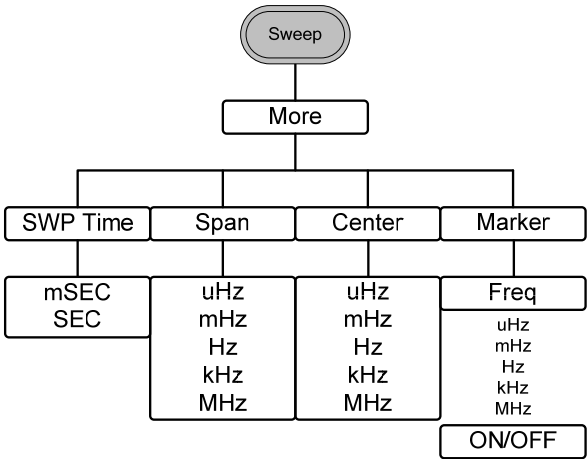 Sweep
More
SWP Time
Span
Center
Marker
mSEC
SEC
uHz
mHz
Hz
kHz
MHz
uHz
mHz
Hz
kHz
MHz
Freq
uHz
mHz
Hz
kHz
MHz
ON/OFF